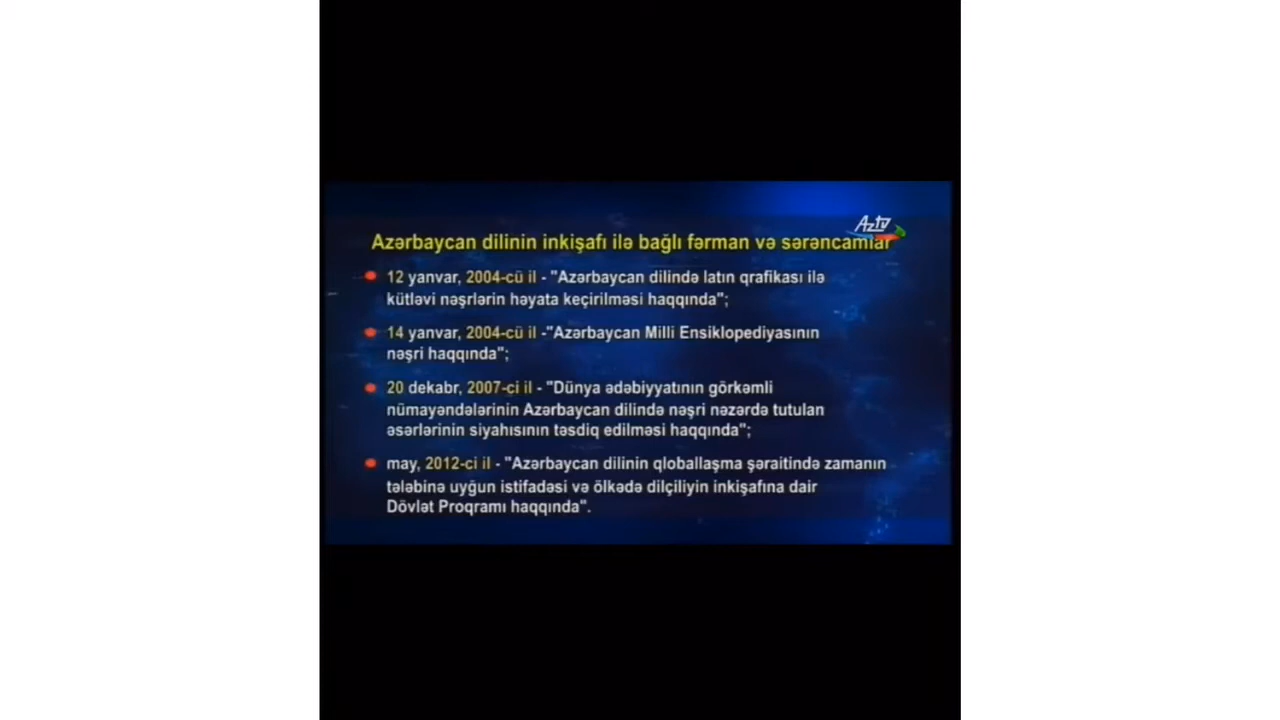 Aztv
Azərbaycan dilinin inkişafı ilə bağlı fərman və sərəncamlar
12 yanvar, 2004-cü il - "Azərbaycan dilində latın qrafikası ilə
kütləvi nəşrlərin həyata keçirilməsi haqqında";
14 yanvar, 2004-cü il -"Azərbaycan Milli Ensiklopediyasının
nəşri haqqında";
20 dekabr, 2007-ci il - "Dünya ədəbiyyatının görkəmli
nümayəndələrinin Azərbaycan dilində nəşri nəzərdə tutulan
əsərlərinin siyahısının təsdiq edilməsi haqqında";
may, 2012-ci il - "Azərbaycan dilinin qloballaşma şəraitində zamanın
tələbinə uyğun istifadəsi və ölkədə dilçiliyin inkişafına dair
Dövlət Proqramı haqqında".